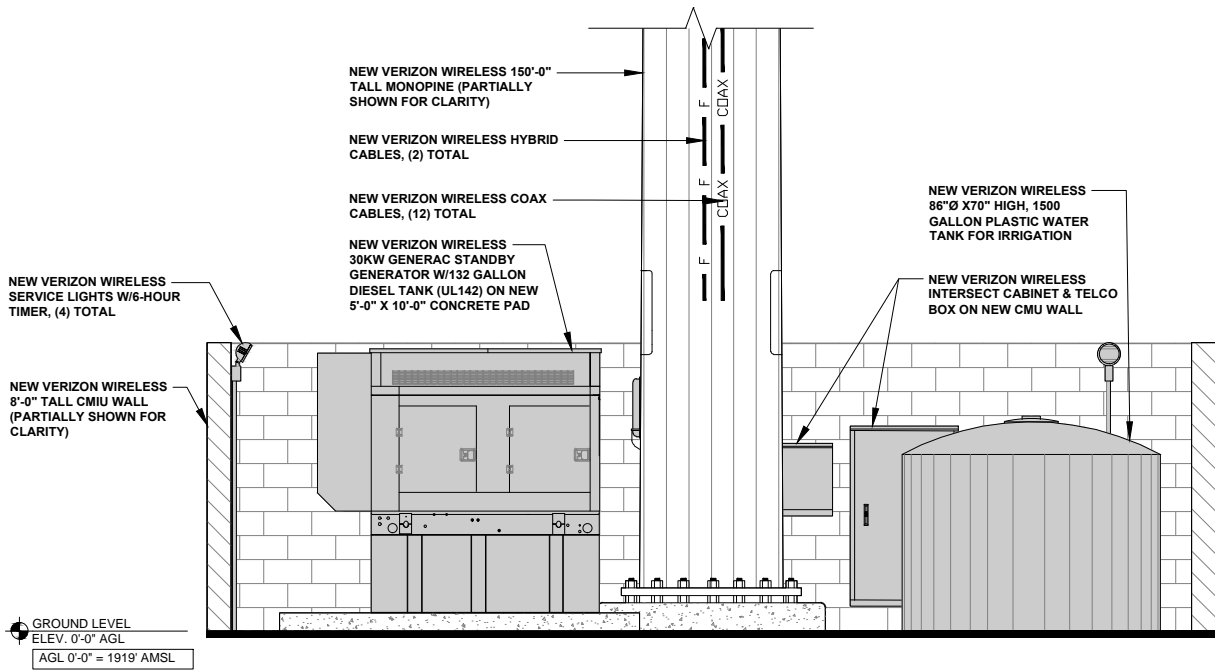 NEW VERIZON WIRELESS 150'-0"
TALL MONOPINE (PARTIALLY
SHOWN FOR CLARITY)
NEW VERIZON WIRELESS HYBRID
CABLES, (2) TOTAL
NEW VERIZON WIRELESS COAX
CABLES, (12) TOTAL
NEW VERIZON WIRELESS
30KW GENERAC STANDBY
GENERATOR W/132 GALLON
DIESEL TANK (UL142) ON NEW
5'-0" X 10'-0" CONCRETE PAD
F
COAX
F
COAX
F
NEW VERIZON WIRELESS
86"Ø X70" HIGH, 1500
GALLON PLASTIC WATER
TANK FOR IRRIGATION
NEW VERIZON WIRELESS
INTERSECT CABINET & TELCO
BOX ON NEW CMU WALL
NEW VERIZON WIRELESS
SERVICE LIGHTS W/6-HOUR
TIMER, (4) TOTAL
NEW VERIZON WIRELESS
8'-0" TALL CMIU WALL
(PARTIALLY SHOWN FOR
CLARITY)
GROUND LEVEL
ELEV. 0'-0" AGL
AGL 0'-0" = 1919' AMSL